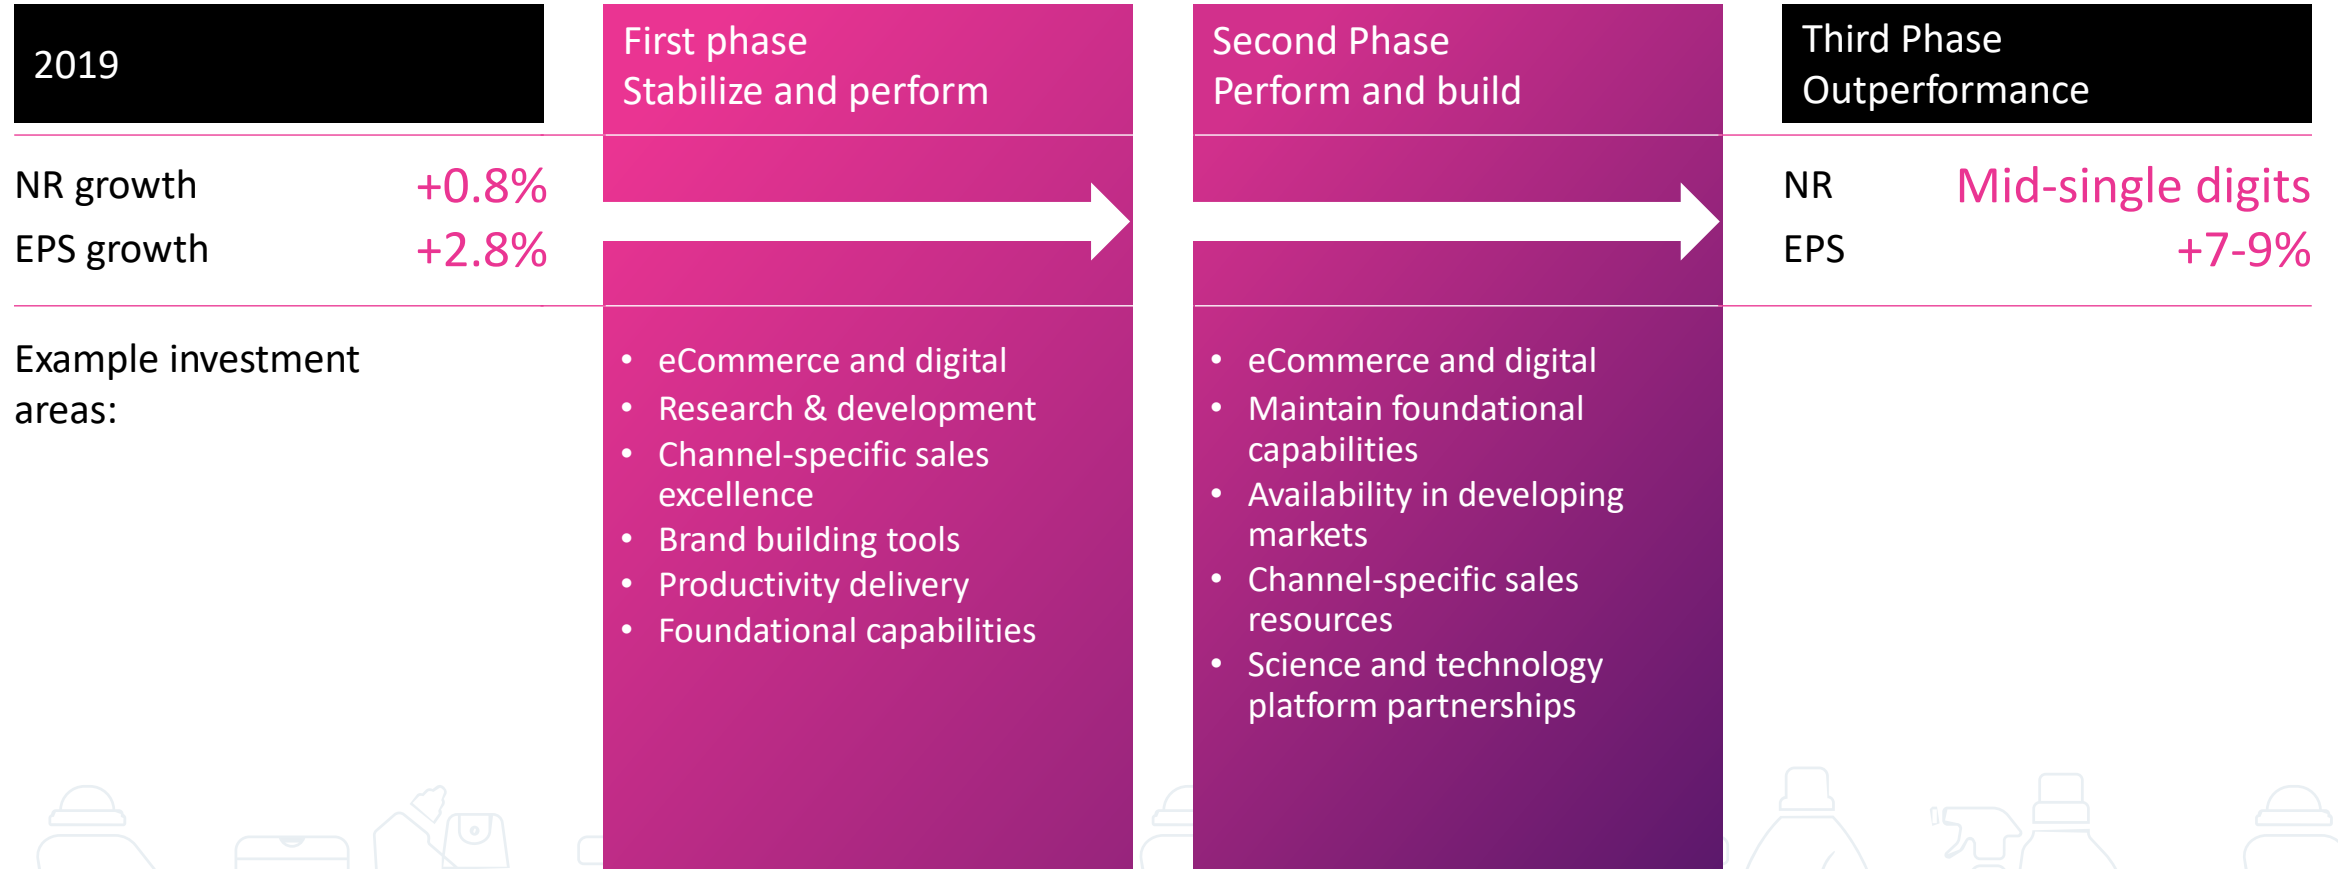 2019
NR growth +0.8%
EPS growth +2.8%
Example investment
areas:
First phase
Stabilize and perform
• eCommerce and digital
• Research & development
• Channel-specific sales
excellence
• Brand building tools
• Productivity delivery
• Foundational capabilities
Second Phase
Perform and build
• eCommerce and digital
• Maintain foundational
capabilities
• Availability in developing
markets
• Channel-specific sales
resources
• Science and technology
platform partnerships
Third Phase
Outperformance
NR Mid-single digits
EPS +7-9%